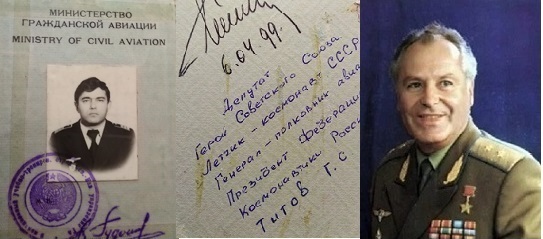 МИНИСТЕРСТВО
ГРАЖДАНСКОЙ АВИАЦИИ
MINISTRY OF CIVIL AVIATION
6.04.99.
Депутат
Герой Советского Союза
Летчик-космонавт СССР
Генерал-полковник авиа
Президент Федерации
Космонавтики России
Титов Г.С